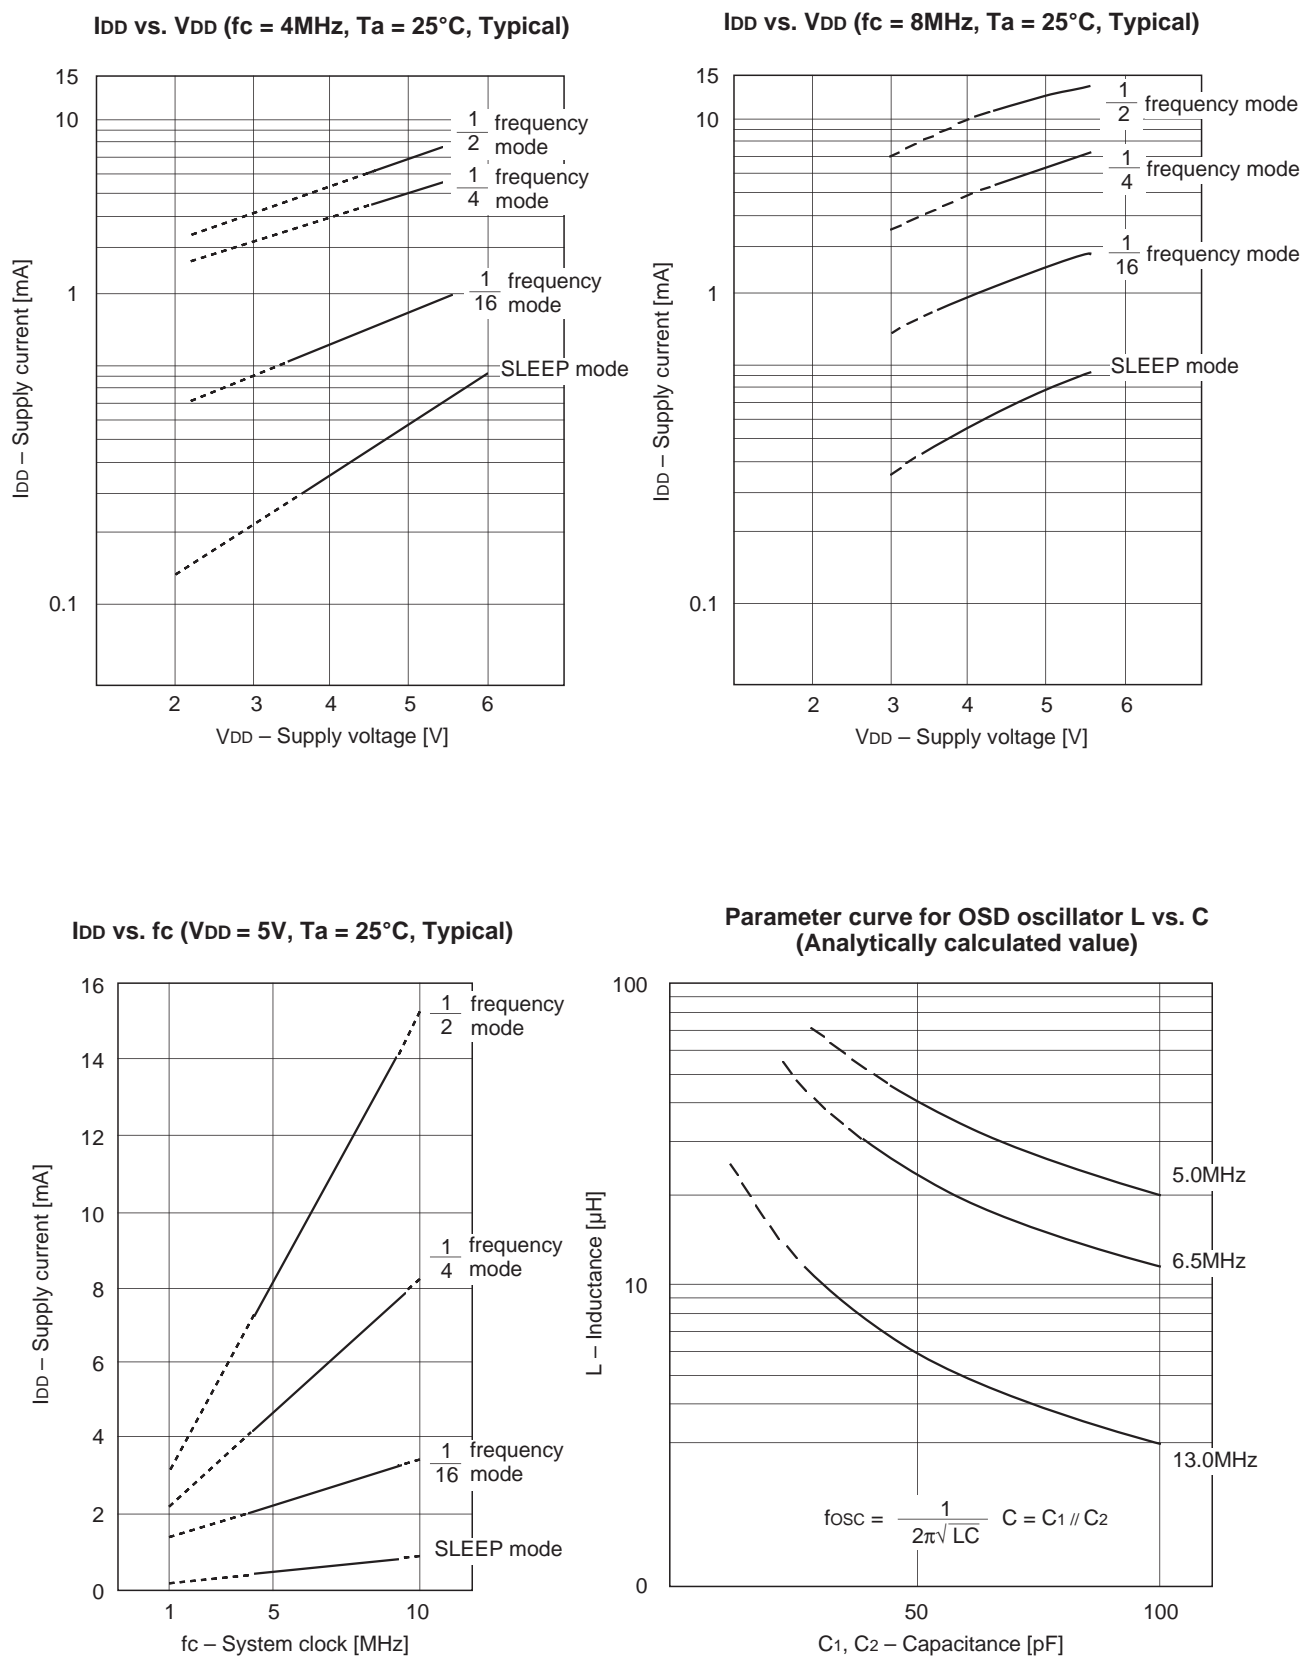 IDD vs. VDD (fc = 4MHz, Ta = 25°C, Typical)
15
10
1
0.1
IDD – Supply current [mA]
1/2 frequency
mode
1/4 frequency
mode
1/16 frequency
mode
SLEEP mode
2 3 4 5 6
VDD – Supply voltage [V]
IDD vs. VDD (fc = 8MHz, Ta = 25°C, Typical)
15
10
1
0.1
IDD – Supply current [mA]
1/2 frequency mode
1/4 frequency mode
1/16 frequency mode
SLEEP mode
2 3 4 5 6
VDD – Supply voltage [V]
IDD vs. fc (VDD = 5V, Ta = 25°C, Typical)
16
14
12
10
8
6
4
2
0
IDD – Supply current [mA]
1/2 frequency
mode
1/4 frequency
mode
1/16 frequency
mode
SLEEP mode
1 5 10
fc – System clock [MHz]
Parameter curve for OSD oscillator L vs. C
(Analytically calculated value)
100
10
0
L – Inductance [µH]
5.0MHz
6.5MHz
13.0MHz
fosc = 1/2π√LC C = C1 // C2
50 100
C1, C2 – Capacitance [pF]